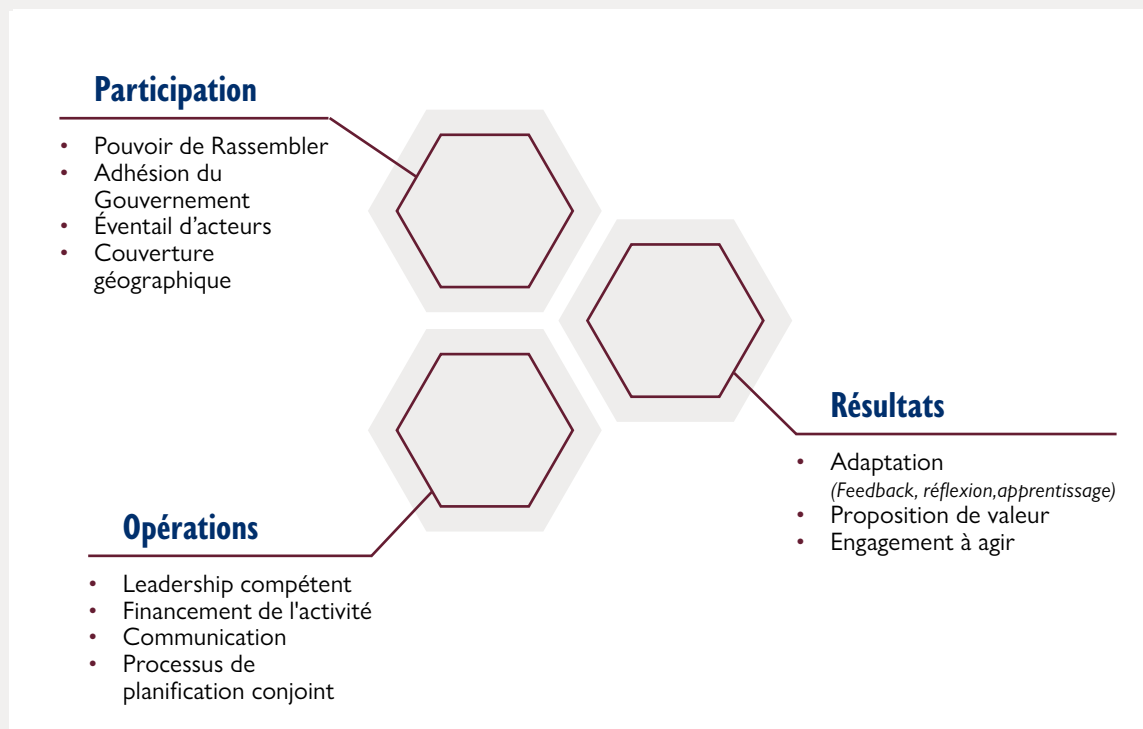 Participation
• Pouvoir de Rassembler
• Adhésion du
Gouvernement
• Éventail d’acteurs
• Couverture
géographique
Résultats
• Adaptation
(Feedback, réflexion,apprentissage)
• Proposition de valeur
• Engagement à agir
Opérations
• Leadership compétent
• Financement de l'activité
• Communication
• Processus de
planification conjoint